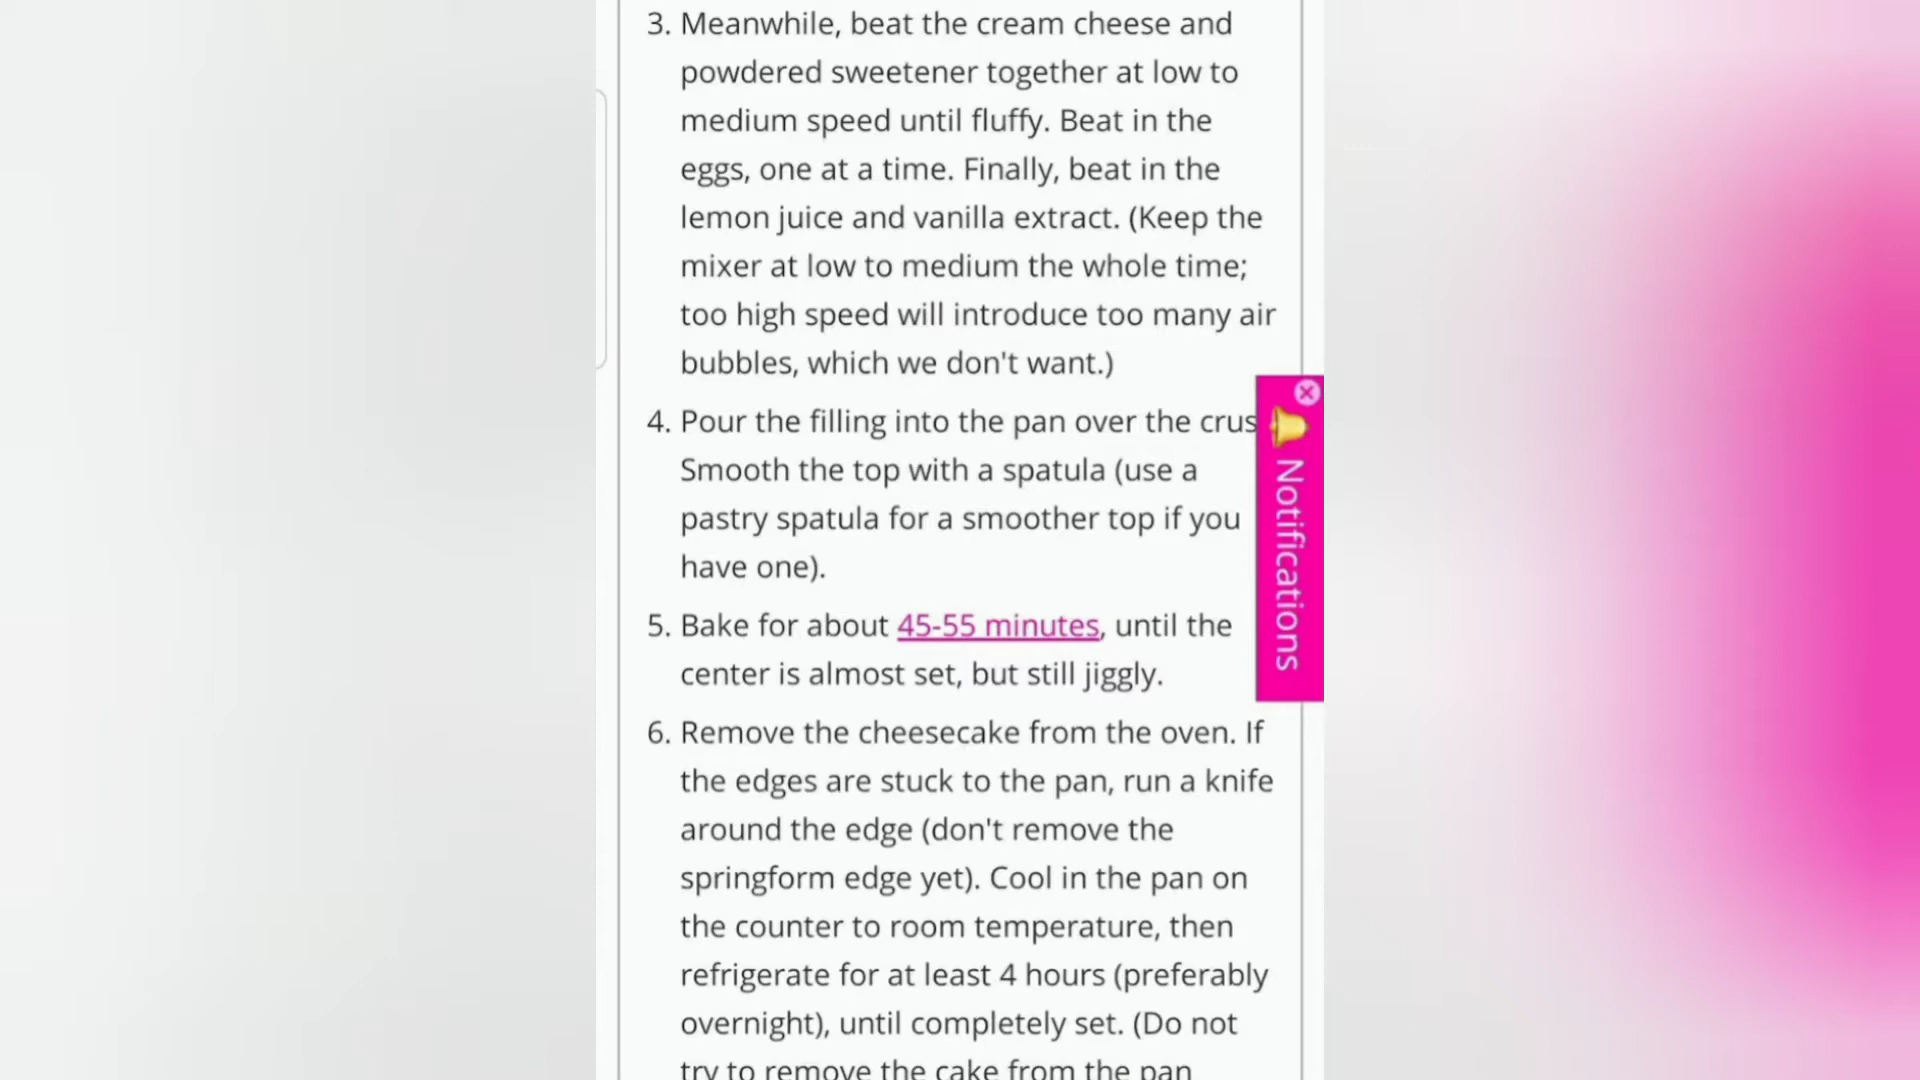 3. Meanwhile, beat the cream cheese and
powdered sweetener together at low to
medium speed until fluffy. Beat in the
eggs, one at a time. Finally, beat in the
lemon juice and vanilla extract. (Keep the
mixer at low to medium the whole time;
too high speed will introduce too many air
bubbles, which we don't want.)
4. Pour the filling into the pan over the crus
Smooth the top with a spatula (use a
pastry spatula for a smoother top if you
have one).
5. Bake for about 45-55 minutes, until the
center is almost set, but still jiggly.
6. Remove the cheesecake from the oven. If
the edges are stuck to the pan, run a knife
around the edge (don't remove the
springform edge yet). Cool in the pan on
the counter to room temperature, then
refrigerate for at least 4 hours (preferably
overnight), until completely set. (Do not
try to remove the cake from the pan
Notifications